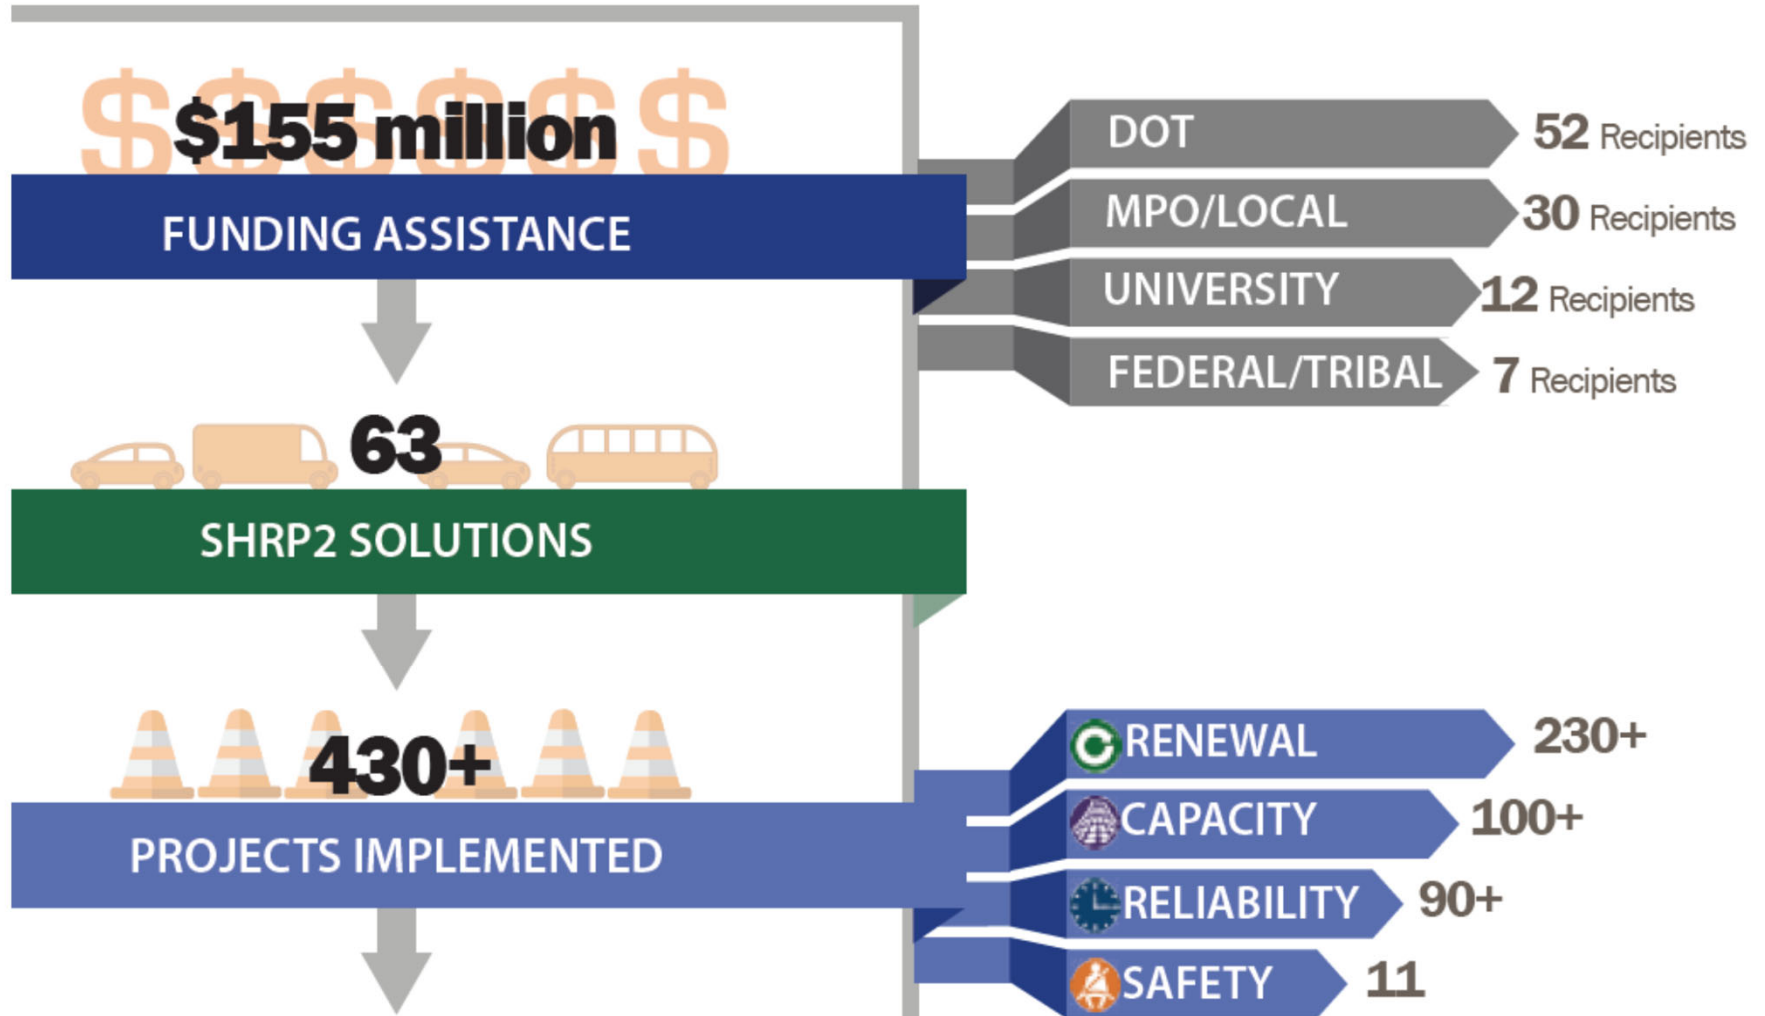 $155 million
FUNDING ASSISTANCE
DOT 52 Recipients
MPO/LOCAL 30 Recipients
UNIVERSITY 12 Recipients
FEDERAL/TRIBAL 7 Recipients
63
SHRP2 SOLUTIONS
430+
PROJECTS IMPLEMENTED
RENEWAL 230+
CAPACITY 100+
RELIABILITY 90+
SAFETY 11